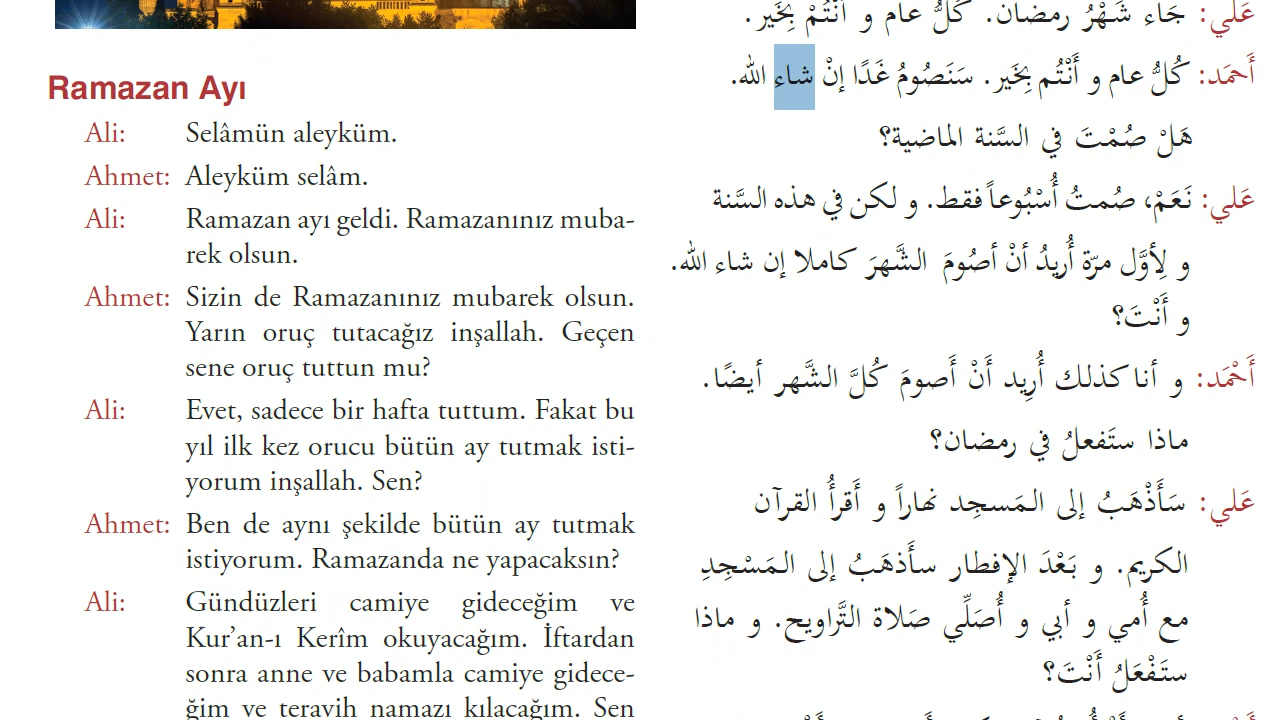 Ramazan Ayı
Ali: Selâmün aleyküm.
Ahmet: Aleyküm selâm.
Ali: Ramazan ayı geldi. Ramazanınız muba-
rek olsun.
Ahmet: Sizin de Ramazanınız mubarek olsun.
Yarın oruç tutacağız inşallah. Geçen
sene oruç tuttun mu?
Ali: Evet, sadece bir hafta tuttum. Fakat bu
yıl ilk kez orucu bütün ay tutmak isti-
yorum inşallah. Sen?
Ahmet: Ben de aynı şekilde bütün ay tutmak
istiyorum. Ramazanda ne yapacaksın?
Ali: Gündüzleri camiye gideceğim ve
Kur’an-ı Kerîm okuyacağım. İftardan
sonra anne ve babamla camiye gidece-
ğim ve teravih namazı kılacağım. Sen
عَلي: جَاء شَهْرُ رمضان. كُلُّ عام و أَنْتُمْ بِخَير.
أَحمَد: كُلُّ عام و أَنْتُم بِخَير. سَنَصُومُ غَدًا إنْ شاء الله.
هَلْ صُمْتَ في السَّنة الماضية؟
عَلي: نَعَمْ، صُمتُ أُسْبُوعاً فقط. و لكن في هذه السَّنة
و لِأوَّل مرّة أُرِيدُ أنْ أصُومَ الشَّهرَ كاملا إن شاء الله.
و أَنْتَ؟
أَحْمَد: و أنا كذلك أُرِيد أَنْ أَصومَ كُلَّ الشَّهر أيضًا.
ماذا ستَفعلُ في رمضان؟
عَلي: سَأَذْهَبُ إلى المَسجِد نهاراً و أَقرأُ القرآن
الكريم. و بَعْدَ الإفطار سأَذهَبُ إلى المَسْجِدِ
مع أُمي و أبي و أُصَلِّي صَلاة التَّراويح. و ماذا
ستَفْعَلُ أَنْتَ؟